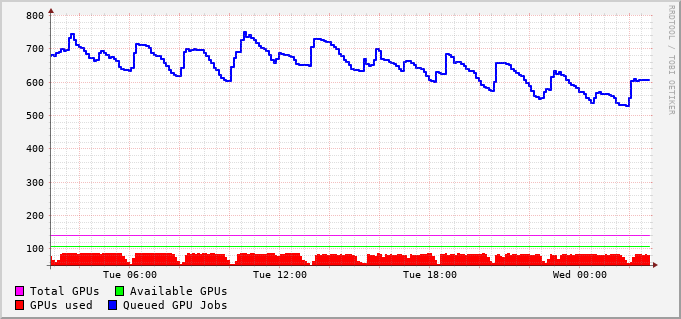 800
700
600
500
400
300
200
100
Tue 06:00 Tue 12:00 Tue 18:00 Wed 00:00
Total GPUs Available GPUs
GPUs used Queued GPU Jobs
RRDTOOL / TOBI OETIKER